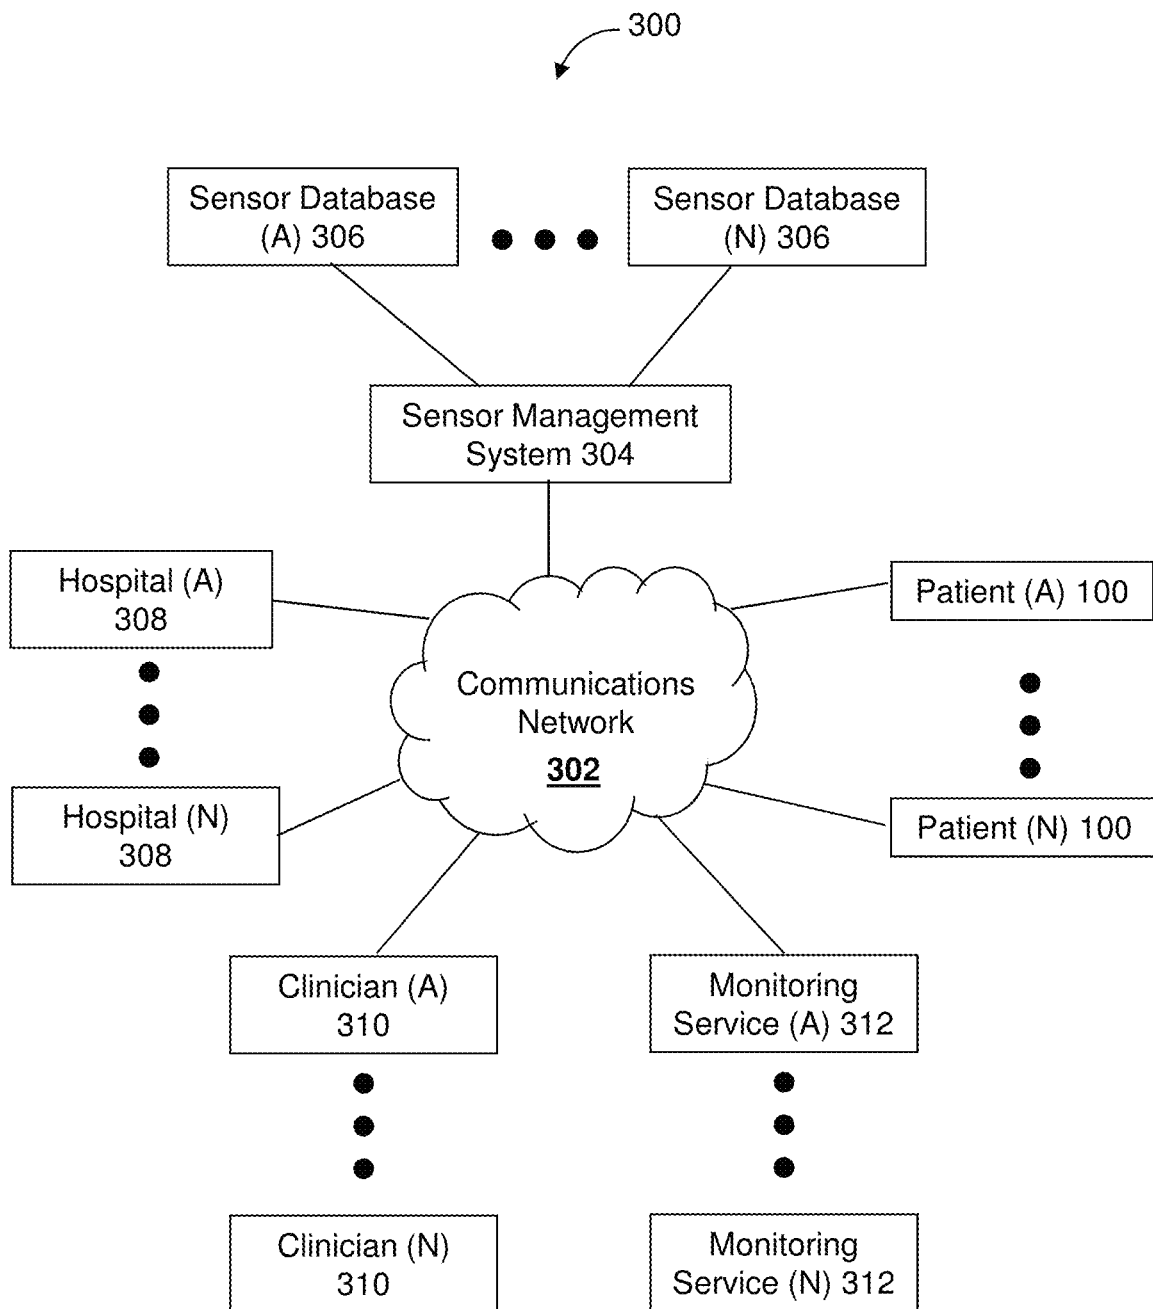 300
Sensor Database
(A) 306
Sensor Database
(N) 306
Sensor Management
System 304
Hospital (A)
308
Patient (A) 100
Communications
Network
302
Hospital (N)
308
Patient (N) 100
Clinician (A)
310
Monitoring
Service (A) 312
Clinician (N)
310
Monitoring
Service (N) 312